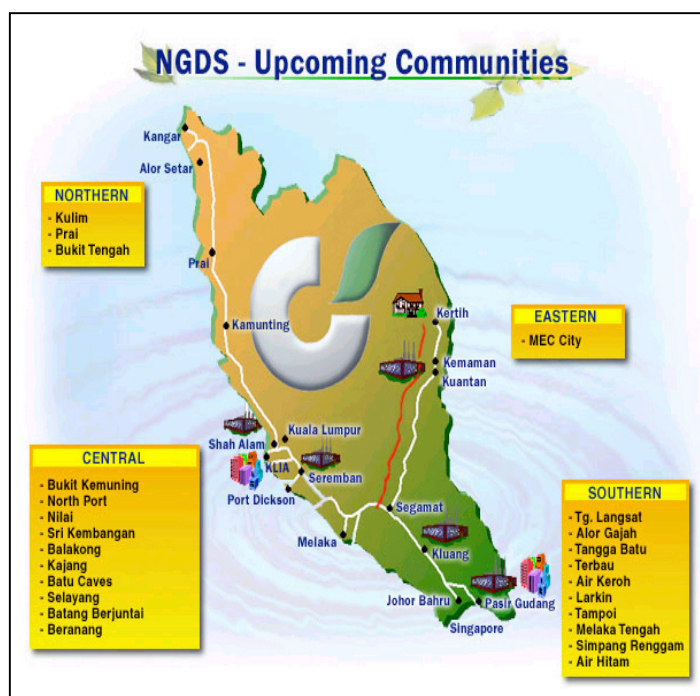 NGDS - Upcoming Communities
Kangar
Alor Setar
NORTHERN
- Kulim
- Prai
- Bukit Tengah
Prai
Kamunting
Kertih
EASTERN
- MEC City
Kemaman
Kuantan
Kuala Lumpur
Shah Alam
KLIA
Seremban
Port Dickson
Segamat
Melaka
Kluang
Johor Bahru
Pasir Gudang
Singapore
CENTRAL
- Bukit Kemuning
- North Port
- Nilai
- Sri Kembangan
- Balakong
- Kajang
- Batu Caves
- Selayang
- Batang Berjuntai
- Beranang
SOUTHERN
- Tg. Langsat
- Alor Gajah
- Tangga Batu
- Terbau
- Air Keroh
- Larkin
- Tampoi
- Melaka Tengah
- Simpang Renggam
- Air Hitam